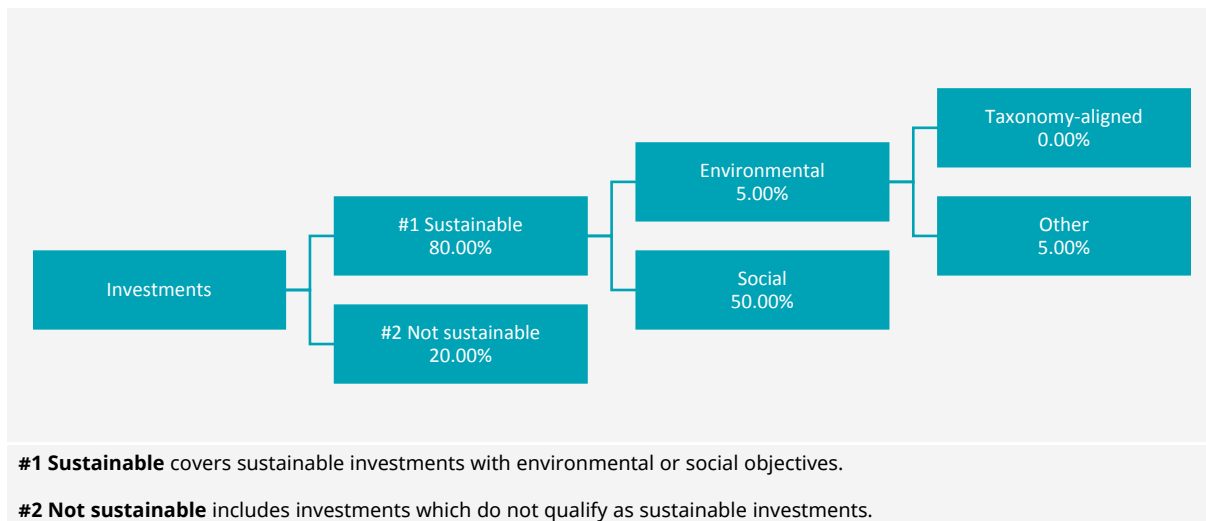 Investments
#1 Sustainable
80.00%
#2 Not sustainable
20.00%
Environmental
5.00%
Social
50.00%
Taxonomy-aligned
0.00%
Other
5.00%
#1 Sustainable covers sustainable investments with environmental or social objectives.
#2 Not sustainable includes investments which do not qualify as sustainable investments.